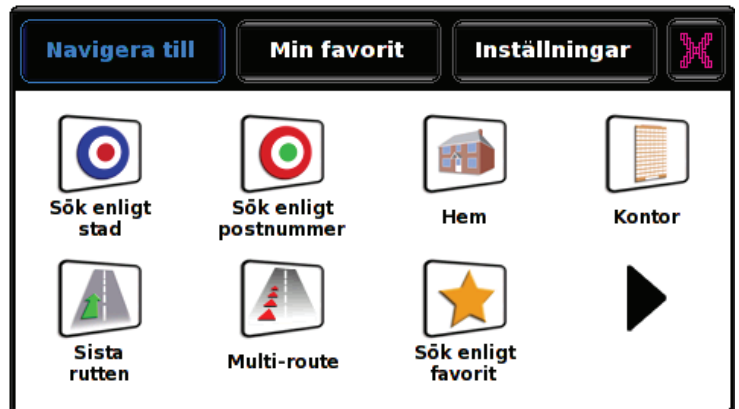 Navigera till
Min favorit
Inställningar
Sök enligt
stad
Sök enligt
postnummer
Hem
Kontor
Sista
rutten
Multi-route
Sök enligt
favorit